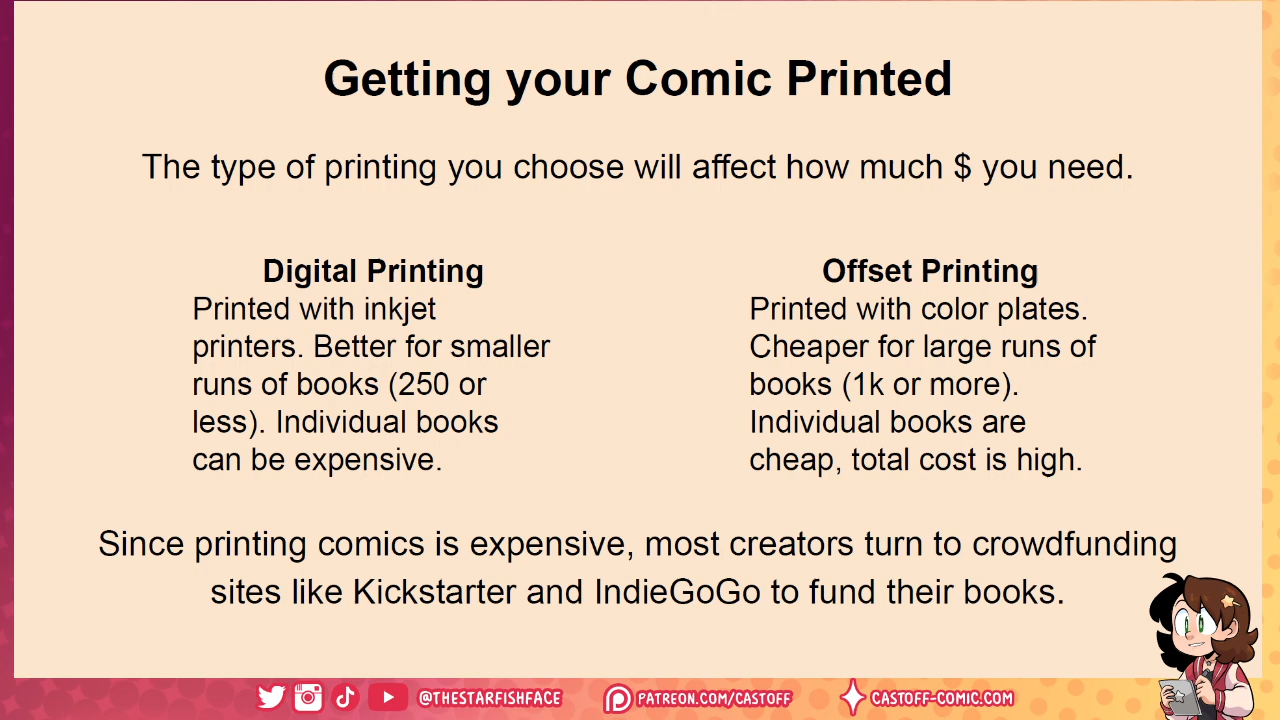 Getting your Comic Printed
The type of printing you choose will affect how much $ you need.
Digital Printing
Printed with inkjet
printers. Better for smaller
runs of books (250 or
less). Individual books
can be expensive.
Offset Printing
Printed with color plates.
Cheaper for large runs of
books (1k or more).
Individual books are
cheap, total cost is high.
Since printing comics is expensive, most creators turn to crowdfunding
sites like Kickstarter and IndieGoGo to fund their books.
@THESTARFISHFACE
PATREON.COM/CASTOFF
CASTOFF-COMIC.COM